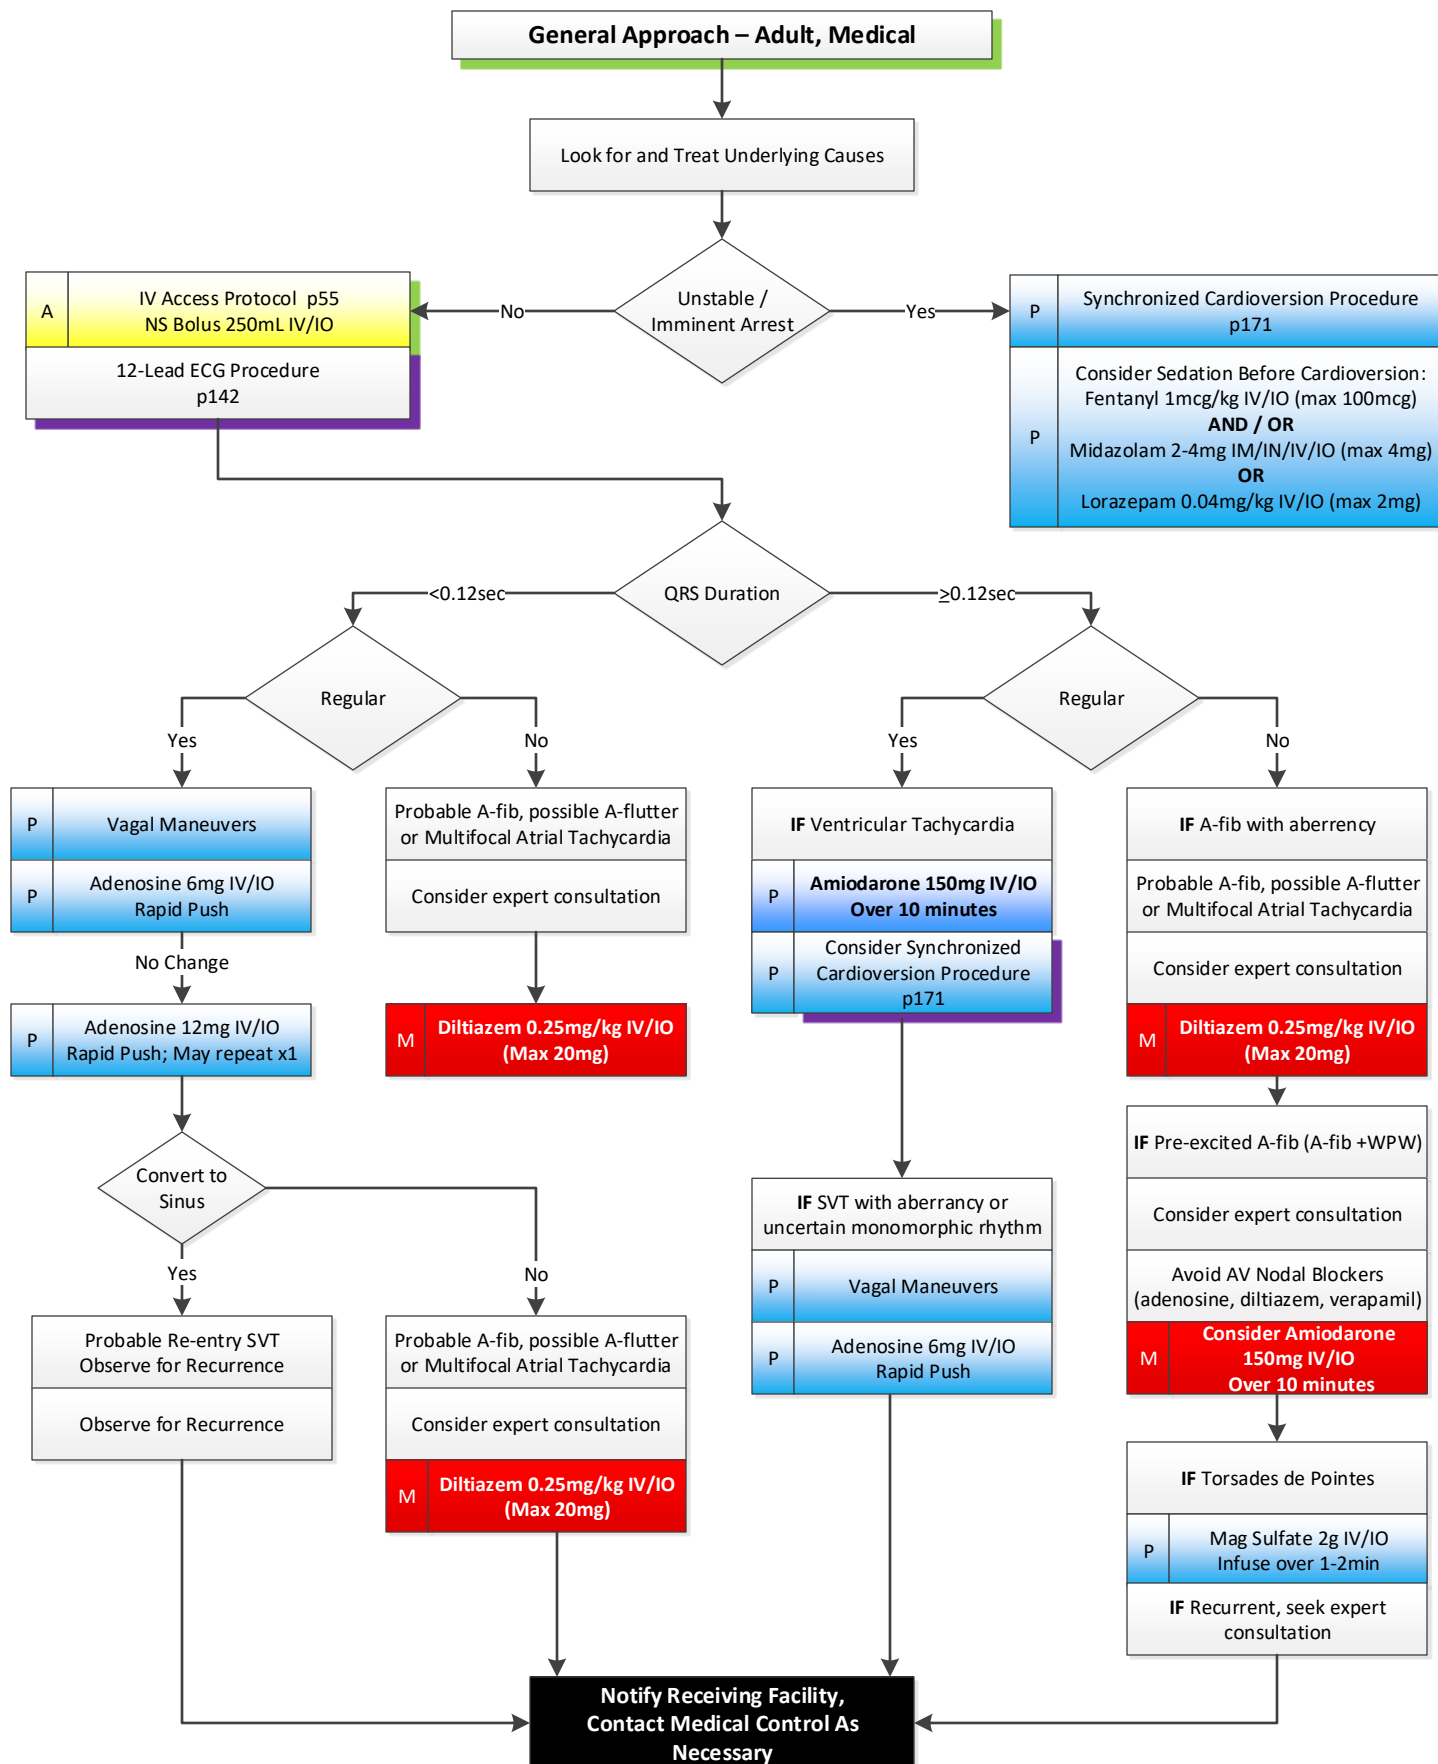 General Approach – Adult, Medical
Look for and Treat Underlying Causes
Unstable /
Imminent Arrest
No
Yes
A
IV Access Protocol p55
NS Bolus 250mL IV/IO
12-Lead ECG Procedure
p142
P
Synchronized Cardioversion Procedure
p171
P
Consider Sedation Before Cardioversion:
Fentanyl 1mcg/kg IV/IO (max 100mcg)
AND / OR
Midazolam 2-4mg IM/IN/IV/IO (max 4mg)
OR
Lorazepam 0.04mg/kg IV/IO (max 2mg)
QRS Duration
<0.12sec
≥0.12sec
Regular
Yes
No
P
Vagal Maneuvers
P
Adenosine 6mg IV/IO
Rapid Push
No Change
P
Adenosine 12mg IV/IO
Rapid Push; May repeat x1
Convert to
Sinus
Yes
No
Probable Re-entry SVT
Observe for Recurrence
Observe for Recurrence
Probable A-fib, possible A-flutter
or Multifocal Atrial Tachycardia
Consider expert consultation
M
Diltiazem 0.25mg/kg IV/IO
(Max 20mg)
Probable A-fib, possible A-flutter
or Multifocal Atrial Tachycardia
Consider expert consultation
M
Diltiazem 0.25mg/kg IV/IO
(Max 20mg)
Regular
Yes
No
IF Ventricular Tachycardia
P
Amiodarone 150mg IV/IO
Over 10 minutes
P
Consider Synchronized
Cardioversion Procedure
p171
IF SVT with aberrancy or
uncertain monomorphic rhythm
P
Vagal Maneuvers
P
Adenosine 6mg IV/IO
Rapid Push
IF A-fib with aberrency
Probable A-fib, possible A-flutter
or Multifocal Atrial Tachycardia
Consider expert consultation
M
Diltiazem 0.25mg/kg IV/IO
(Max 20mg)
IF Pre-excited A-fib (A-fib +WPW)
Consider expert consultation
Avoid AV Nodal Blockers
(adenosine, diltiazem, verapamil)
M
Consider Amiodarone
150mg IV/IO
Over 10 minutes
IF Torsades de Pointes
P
Mag Sulfate 2g IV/IO
Infuse over 1-2min
IF Recurrent, seek expert
consultation
Notify Receiving Facility,
Contact Medical Control As
Necessary